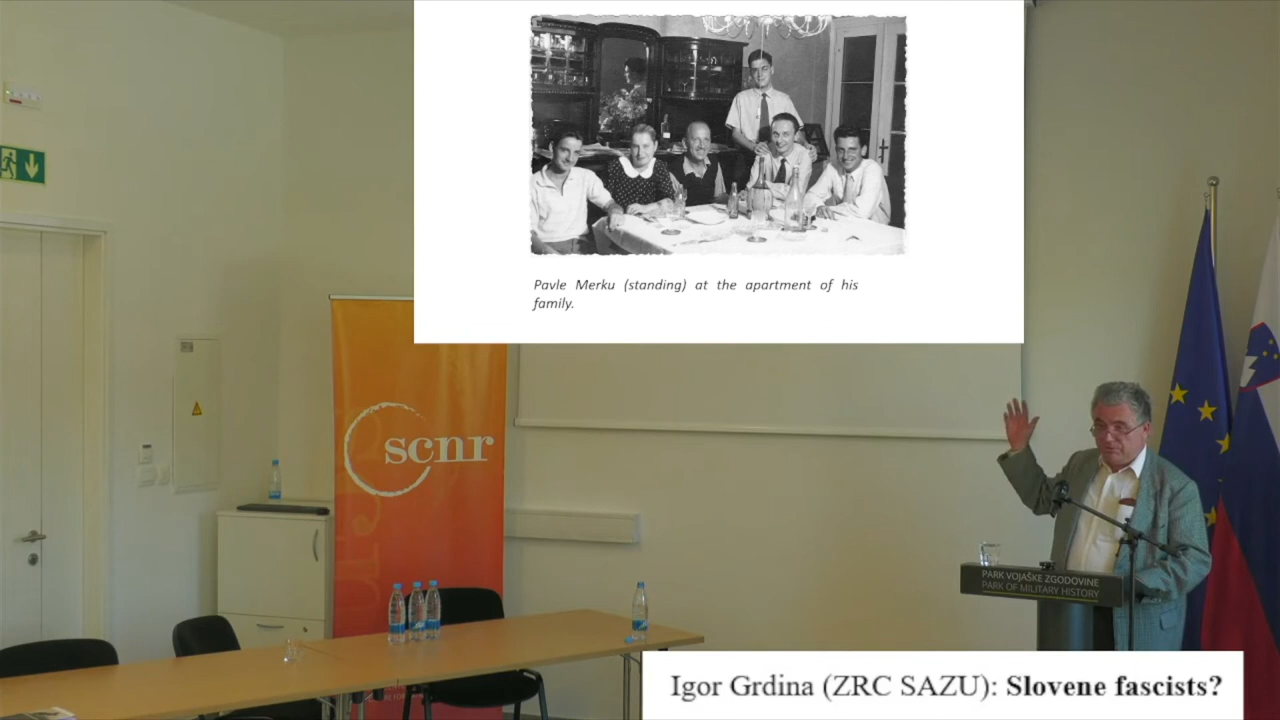 Pavle Merku (standing) at the apartment of his
family.
scnr
PARK VOJAŠKE ZGODOVINE
PARK OF MILITARY HISTORY
Igor Grdina (ZRC SAZU): Slovene fascists?